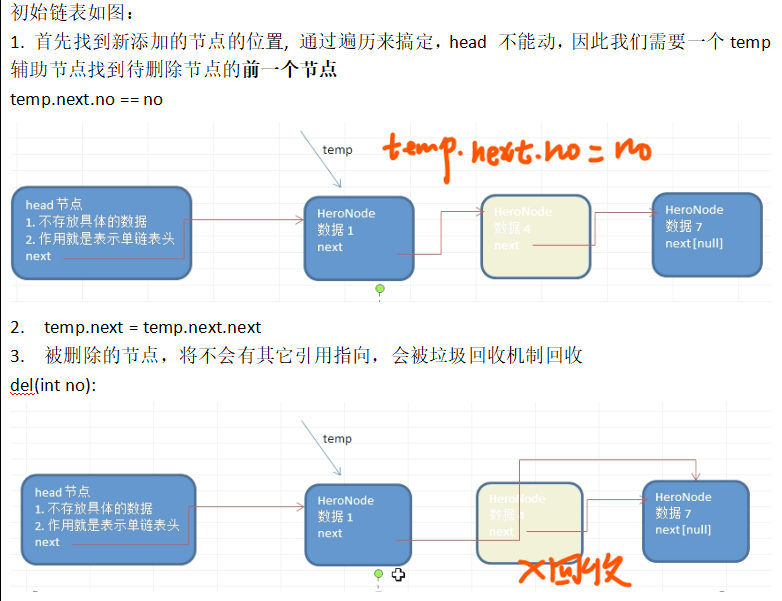 初始链表如图：
1. 首先找到新添加的节点的位置, 通过遍历来搞定，head 不能动，因此我们需要一个 temp
辅助节点找到待删除节点的前一个节点
temp.next.no == no
temp
temp.next.no = no
head 节点
1. 不存放具体的数据
2. 作用就是表示单链表头
next
HeroNode
数据 1
next
HeroNode
数据 4
next
HeroNode
数据 7
next[null]
2. temp.next = temp.next.next
3. 被删除的节点，将不会有其它引用指向，会被垃圾回收机制回收
del(int no):
temp
head 节点
1. 不存放具体的数据
2. 作用就是表示单链表头
next
HeroNode
数据 1
next
HeroNode
数据 4
next
HeroNode
数据 7
next[null]
X回收